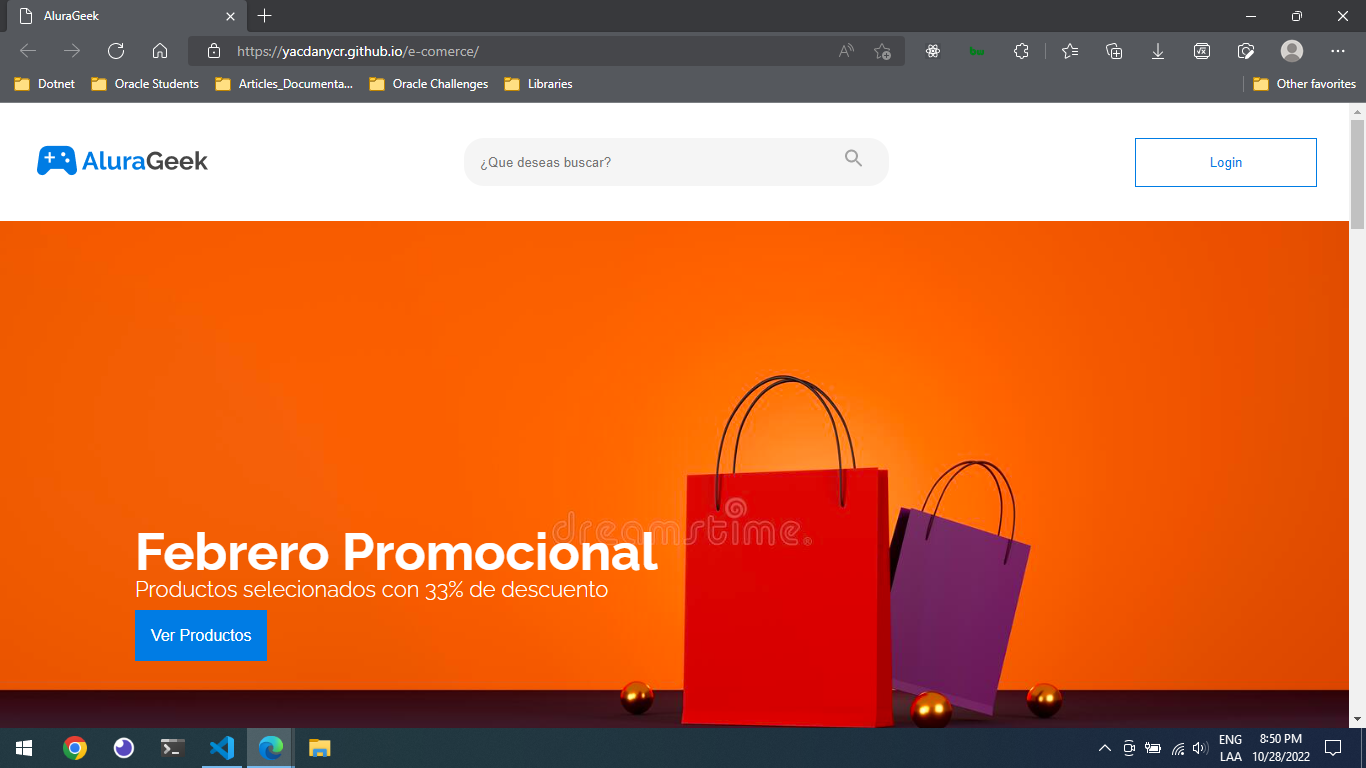 AluraGeek
https://yacdanycr.github.io/e-comerce/
Dotnet
Oracle Students
Articles_Documenta...
Oracle Challenges
Libraries
Other favorites
AluraGeek
¿Que deseas buscar?
Login
dreamstime.
Febrero Promocional
Productos selecionados con 33% de descuento
Ver Productos
ENG
LAA
8:50 PM
10/28/2022